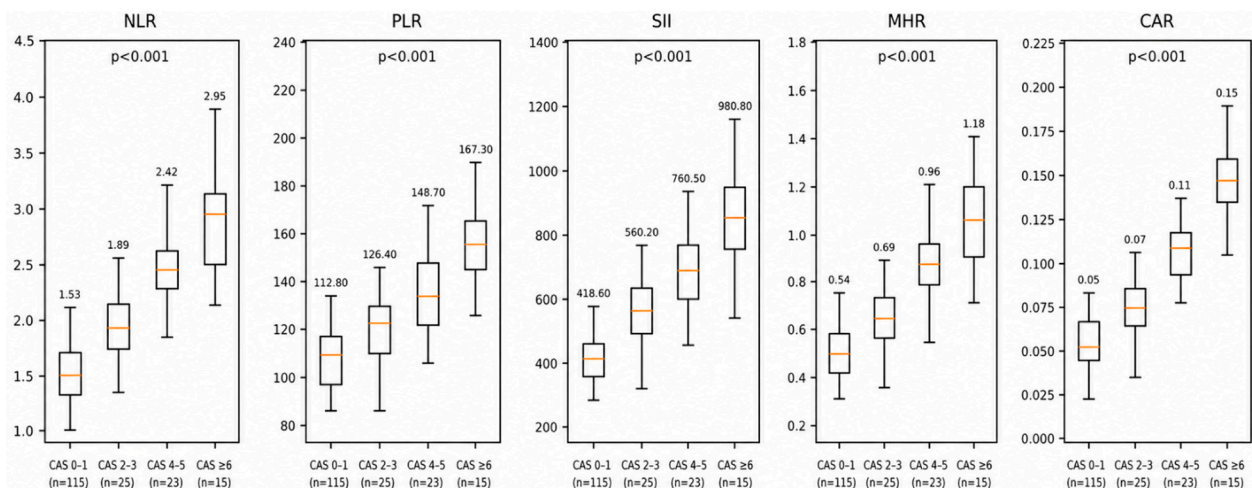 NLR
p<0.001
4.5
4.0
3.5
3.0
2.5
2.0
1.5
1.0
1.53
1.89
2.42
2.95
CAS 0-1
(n=115)
CAS 2-3
(n=25)
CAS 4-5
(n=23)
CAS ≥6
(n=15)
PLR
p<0.001
240
220
200
180
160
140
120
100
80
112.80
126.40
148.70
167.30
CAS 0-1
(n=115)
CAS 2-3
(n=25)
CAS 4-5
(n=23)
CAS ≥6
(n=15)
SII
p<0.001
1400
1200
1000
800
600
400
200
418.60
560.20
760.50
980.80
CAS 0-1
(n=115)
CAS 2-3
(n=25)
CAS 4-5
(n=23)
CAS ≥6
(n=15)
MHR
p<0.001
1.8
1.6
1.4
1.2
1.0
0.8
0.6
0.4
0.2
0.54
0.69
0.96
1.18
CAS 0-1
(n=115)
CAS 2-3
(n=25)
CAS 4-5
(n=23)
CAS ≥6
(n=15)
CAR
p<0.001
0.225
0.200
0.175
0.150
0.125
0.100
0.075
0.050
0.025
0.000
0.05
0.07
0.11
0.15
CAS 0-1
(n=115)
CAS 2-3
(n=25)
CAS 4-5
(n=23)
CAS ≥6
(n=15)